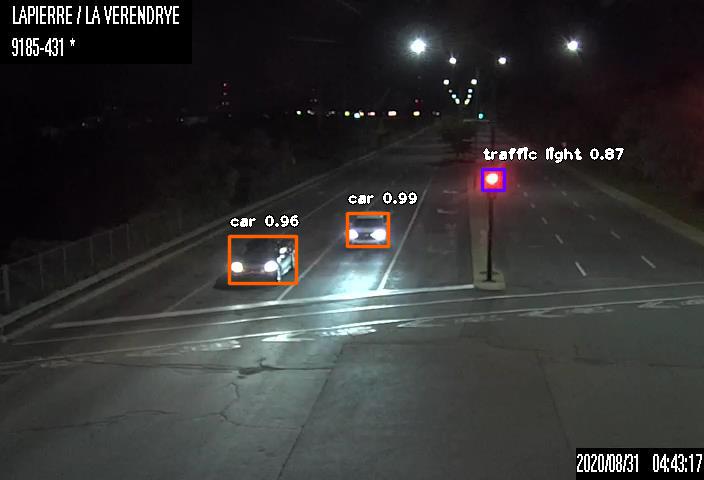 LAPIERRE / LA VERENDRYE
9185-431 *
traffic light 0.87
car 0.99
car 0.96
2020/08/31 04:43:17